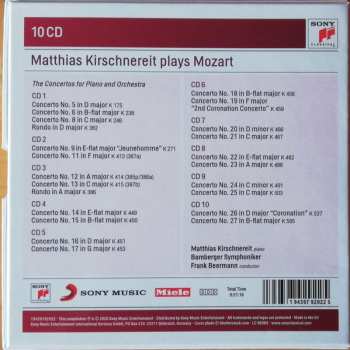 10 CD
SONY
CLASSICAL
Matthias Kirschnereit plays Mozart
The Concertos for Piano and Orchestra
CD 1
Concerto No. 5 in D major K 175
Concerto No. 6 in B-flat major K 238
Concerto No. 8 in C major K 246
Rondo in D major K 382
CD 2
Concerto No. 9 in E-flat major "Jeunehomme" K 271
Concerto No. 11 in F major K 413 (387a)
CD 3
Concerto No. 12 in A major K 414 (385p/386a)
Concerto No. 13 in C major K 415 (387b)
Rondo in A major K 386
CD 4
Concerto No. 14 in E-flat major K 449
Concerto No. 15 in B-flat major K 450
CD 5
Concerto No. 16 in D major K 451
Concerto No. 17 in G major K 453
CD 6
Concerto No. 18 in B-flat major K 456
Concerto No. 19 in F major
"2nd Coronation Concerto" K 459
CD 7
Concerto No. 20 in D minor K 466
Concerto No. 21 in C major K 467
CD 8
Concerto No. 22 in E-flat major K 482
Concerto No. 23 in A major K 488
CD 9
Concerto No. 24 in C minor K 491
Concerto No. 25 in C major K 503
CD 10
Concerto No. 26 in D major "Coronation" K 537
Concerto No. 27 in B-flat major K 595
Matthias Kirschnereit piano
Bamberger Symphoniker
Frank Beermann conductor
SONY MUSIC
Miele
Total Time